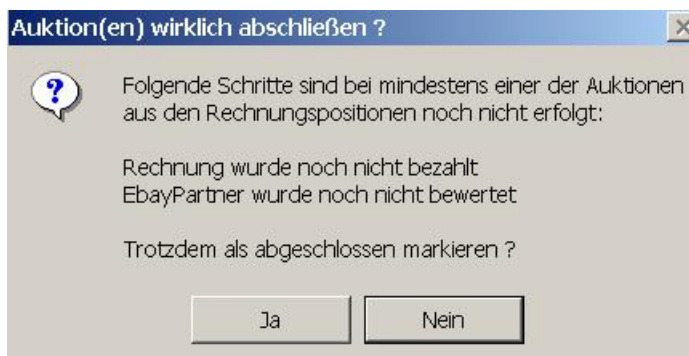 Auktion(en) wirklich abschließen ?
Folgende Schritte sind bei mindestens einer der Auktionen
aus den Rechnungspositionen noch nicht erfolgt:
Rechnung wurde noch nicht bezahlt
EbayPartner wurde noch nicht bewertet
Trotzdem als abgeschlossen markieren ?
Ja
Nein